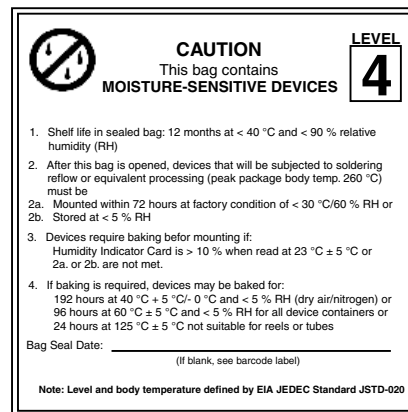 CAUTION
This bag contains
MOISTURE-SENSITIVE DEVICES
LEVEL
4
1. Shelf life in sealed bag: 12 months at < 40 °C and < 90 % relative
humidity (RH)
2. After this bag is opened, devices that will be subjected to soldering
reflow or equivalent processing (peak package body temp. 260 °C)
must be
2a. Mounted within 72 hours at factory condition of < 30 °C/60 % RH or
2b. Stored at < 5 % RH
3. Devices require baking befor mounting if:
Humidity Indicator Card is > 10 % when read at 23 °C ± 5 °C or
2a. or 2b. are not met.
4. If baking is required, devices may be baked for:
192 hours at 40 °C + 5 °C/- 0 °C and < 5 % RH (dry air/nitrogen) or
96 hours at 60 °C ± 5 °C and < 5 % RH for all device containers or
24 hours at 125 °C ± 5 °C not suitable for reels or tubes
Bag Seal Date:
(If blank, see barcode label)
Note: Level and body temperature defined by EIA JEDEC Standard JSTD-020